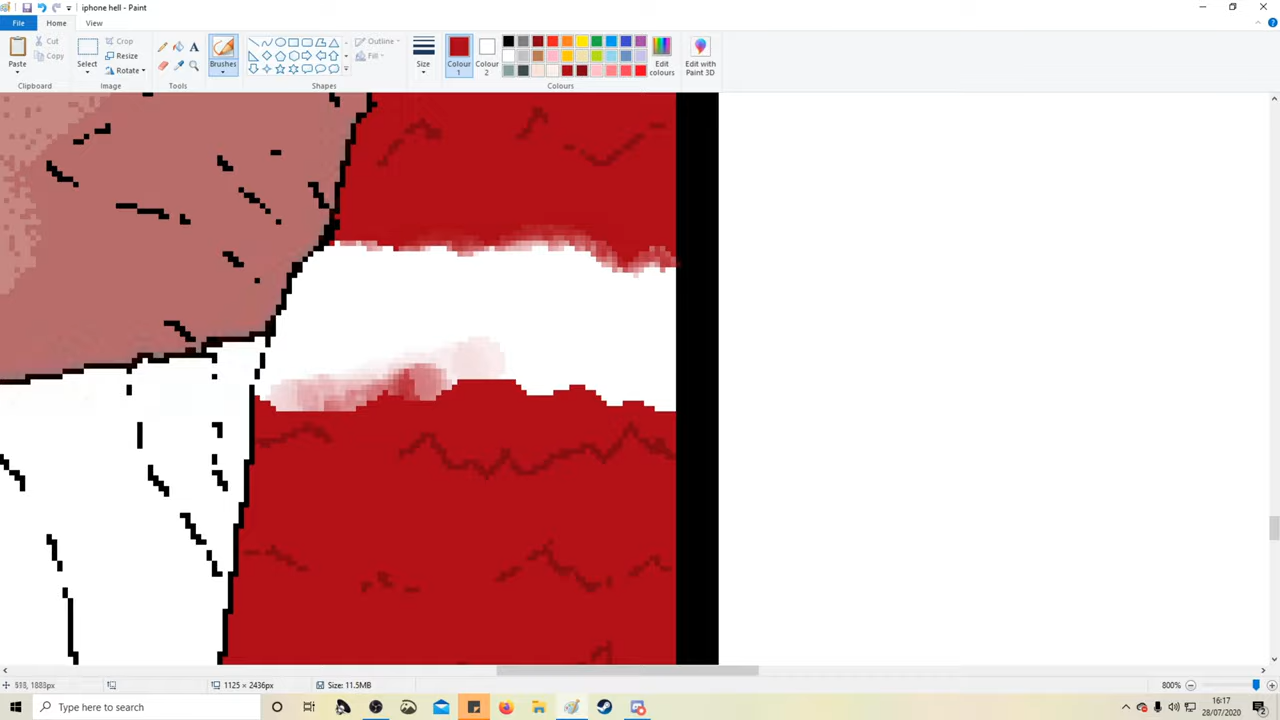 iphone hell - Paint
File Home View
Paste
Cut
Copy
Clipboard
Select
Crop
Resize
Rotate
Image
A
Tools
Brushes
Outline
Fill
Shapes
Size
Colour
1
Colour
2
Edit
colours
Edit with
Paint 3D
Colours
518, 1883px
1125 × 2436px
Size: 11.5MB
800%
Type here to search
16:17
28/07/2020
2